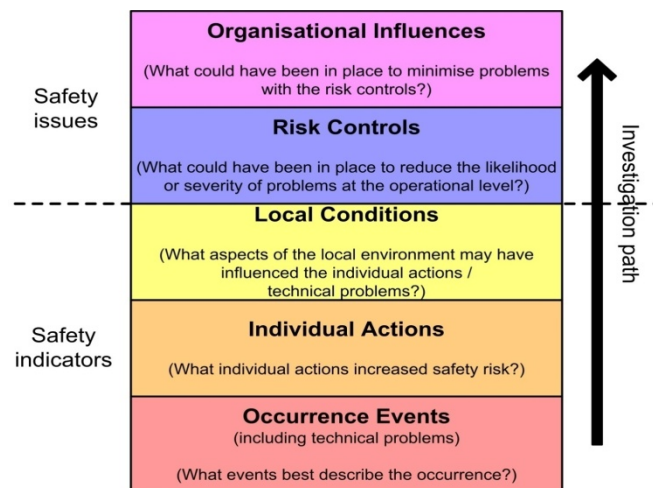 Organisational Influences
(What could have been in place to minimise problems
with the risk controls?)
Safety
issues
Risk Controls
(What could have been in place to reduce the likelihood
or severity of problems at the operational level?)
Local Conditions
(What aspects of the local environment may have
influenced the individual actions /
technical problems?)
Safety
indicators
Individual Actions
(What individual actions increased safety risk?)
Occurrence Events
(including technical problems)
(What events best describe the occurrence?)
Investigation path